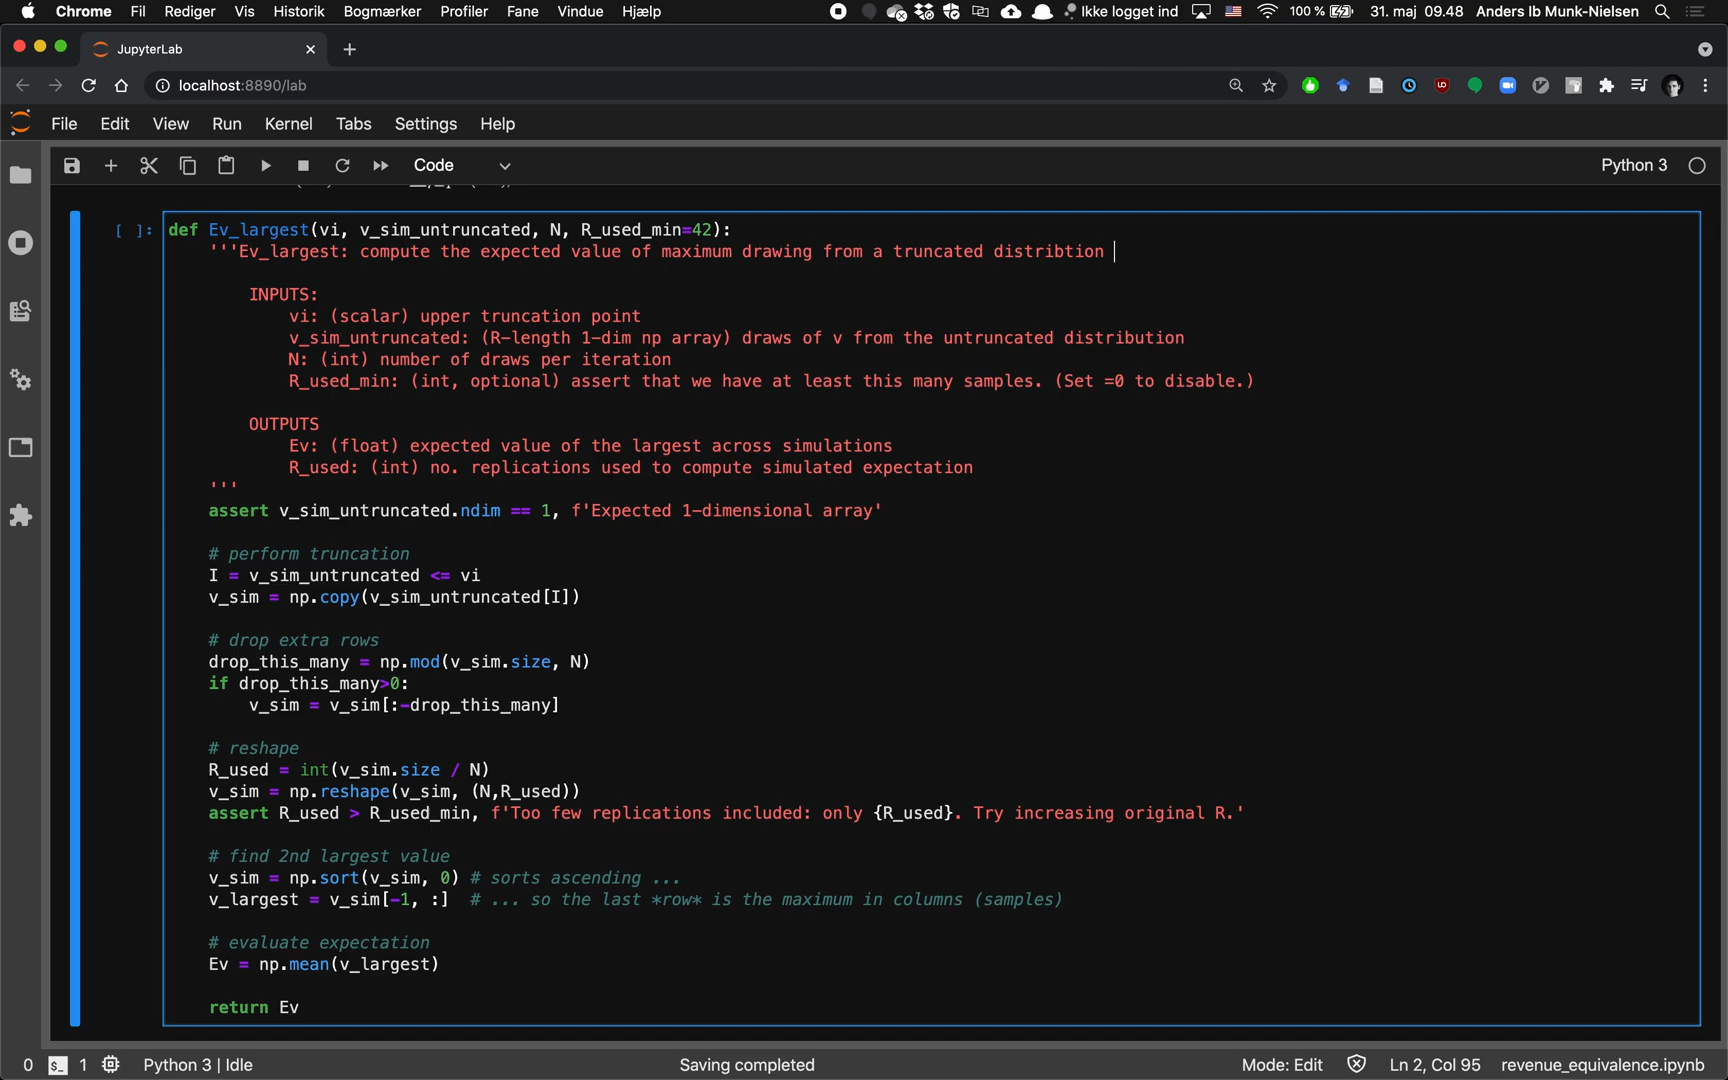 Chrome Fil Rediger Vis Historik Bogmærker Profiler Fane Vindue Hjælp Ikke logget ind 100 % 31. maj 09.48 Anders Ib Munk-Nielsen
JupyterLab
localhost:8890/lab
File Edit View Run Kernel Tabs Settings Help
Code Python 3
[ ]: def Ev_largest(vi, v_sim_untruncated, N, R_used_min=42):
'''Ev_largest: compute the expected value of maximum drawing from a truncated distribtion
INPUTS:
vi: (scalar) upper truncation point
v_sim_untruncated: (R-length 1-dim np array) draws of v from the untruncated distribution
N: (int) number of draws per iteration
R_used_min: (int, optional) assert that we have at least this many samples. (Set =0 to disable.)
OUTPUTS
Ev: (float) expected value of the largest across simulations
R_used: (int) no. replications used to compute simulated expectation
'''
assert v_sim_untruncated.ndim == 1, f'Expected 1-dimensional array'
# perform truncation
I = v_sim_untruncated <= vi
v_sim = np.copy(v_sim_untruncated[I])
# drop extra rows
drop_this_many = np.mod(v_sim.size, N)
if drop_this_many>0:
v_sim = v_sim[:-drop_this_many]
# reshape
R_used = int(v_sim.size / N)
v_sim = np.reshape(v_sim, (N,R_used))
assert R_used > R_used_min, f'Too few replications included: only {R_used}. Try increasing original R.'
# find 2nd largest value
v_sim = np.sort(v_sim, 0) # sorts ascending ...
v_largest = v_sim[-1, :] # ... so the last *row* is the maximum in columns (samples)
# evaluate expectation
Ev = np.mean(v_largest)
return Ev
0 $_ 1 Python 3 | Idle Saving completed Mode: Edit Ln 2, Col 95 revenue_equivalence.ipynb